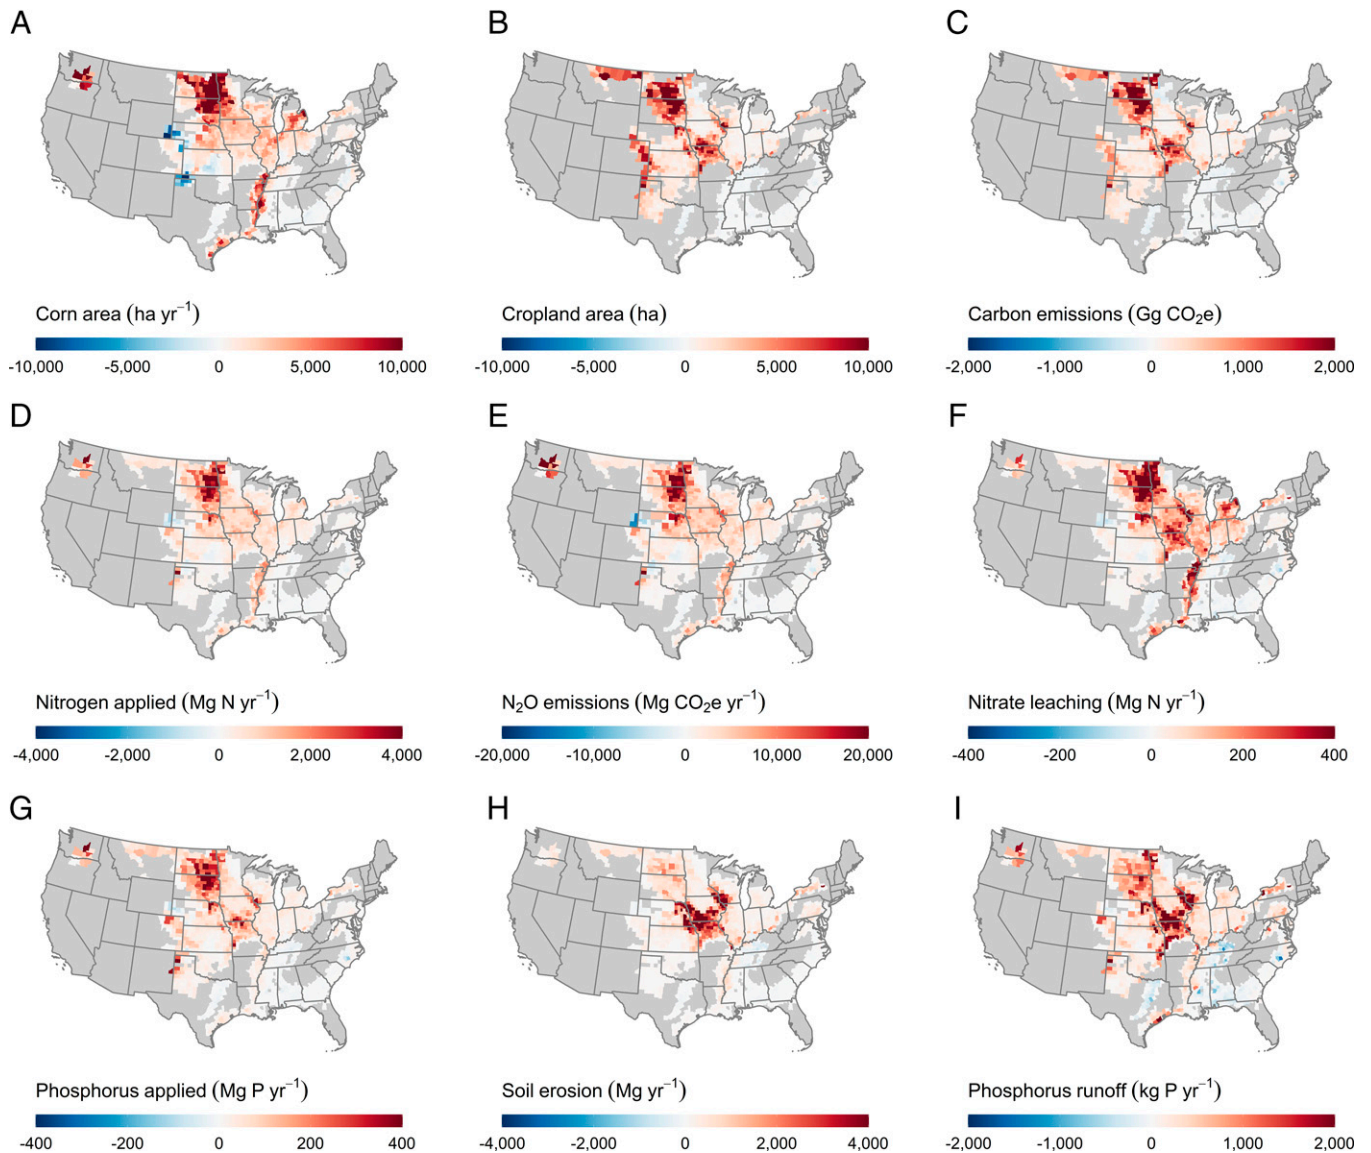 A
B
C
Corn area (ha yr⁻¹)
Cropland area (ha)
Carbon emissions (Gg CO₂e)
-10,000 -5,000 0 5,000 10,000
-10,000 -5,000 0 5,000 10,000
-2,000 -1,000 0 1,000 2,000
D
E
F
Nitrogen applied (Mg N yr⁻¹)
N₂O emissions (Mg CO₂e yr⁻¹)
Nitrate leaching (Mg N yr⁻¹)
-4,000 -2,000 0 2,000 4,000
-20,000 -10,000 0 10,000 20,000
-400 -200 0 200 400
G
H
I
Phosphorus applied (Mg P yr⁻¹)
Soil erosion (Mg yr⁻¹)
Phosphorus runoff (kg P yr⁻¹)
-400 -200 0 200 400
-4,000 -2,000 0 2,000 4,000
-2,000 -1,000 0 1,000 2,000